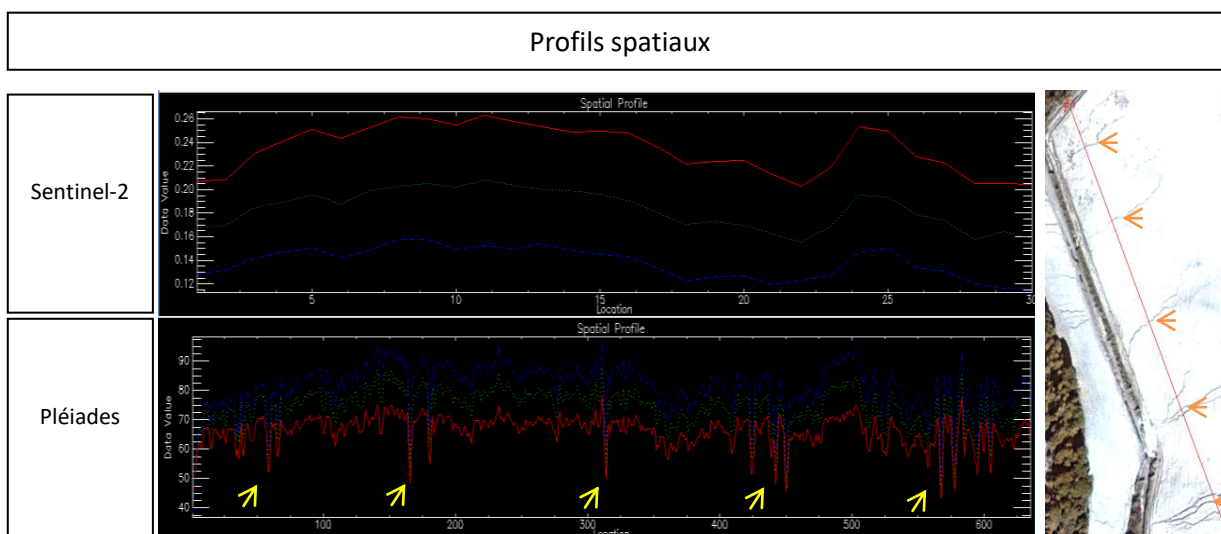 Profils spatiaux
Sentinel-2
Spatial Profile
Data Value
0.26
0.24
0.22
0.20
0.18
0.16
0.14
0.12
5
10
15
20
25
30
Location
Pléiades
Spatial Profile
Data Value
90
80
70
60
50
40
100
200
300
400
500
600
Location